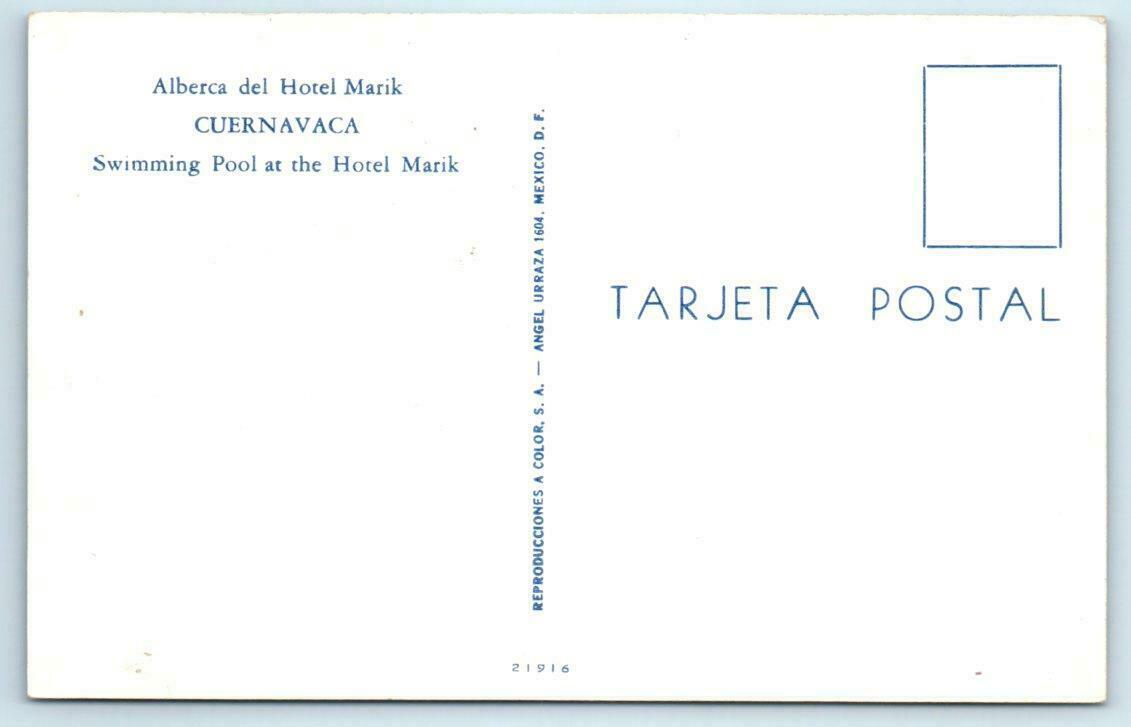 Alberca del Hotel Marik
CUERNAVACA
Swimming Pool at the Hotel Marik
REPRODUCCIONES A COLOR, S. A. — ANGEL URRAZA 1604. MEXICO, D. F.
TARJETA POSTAL
21916